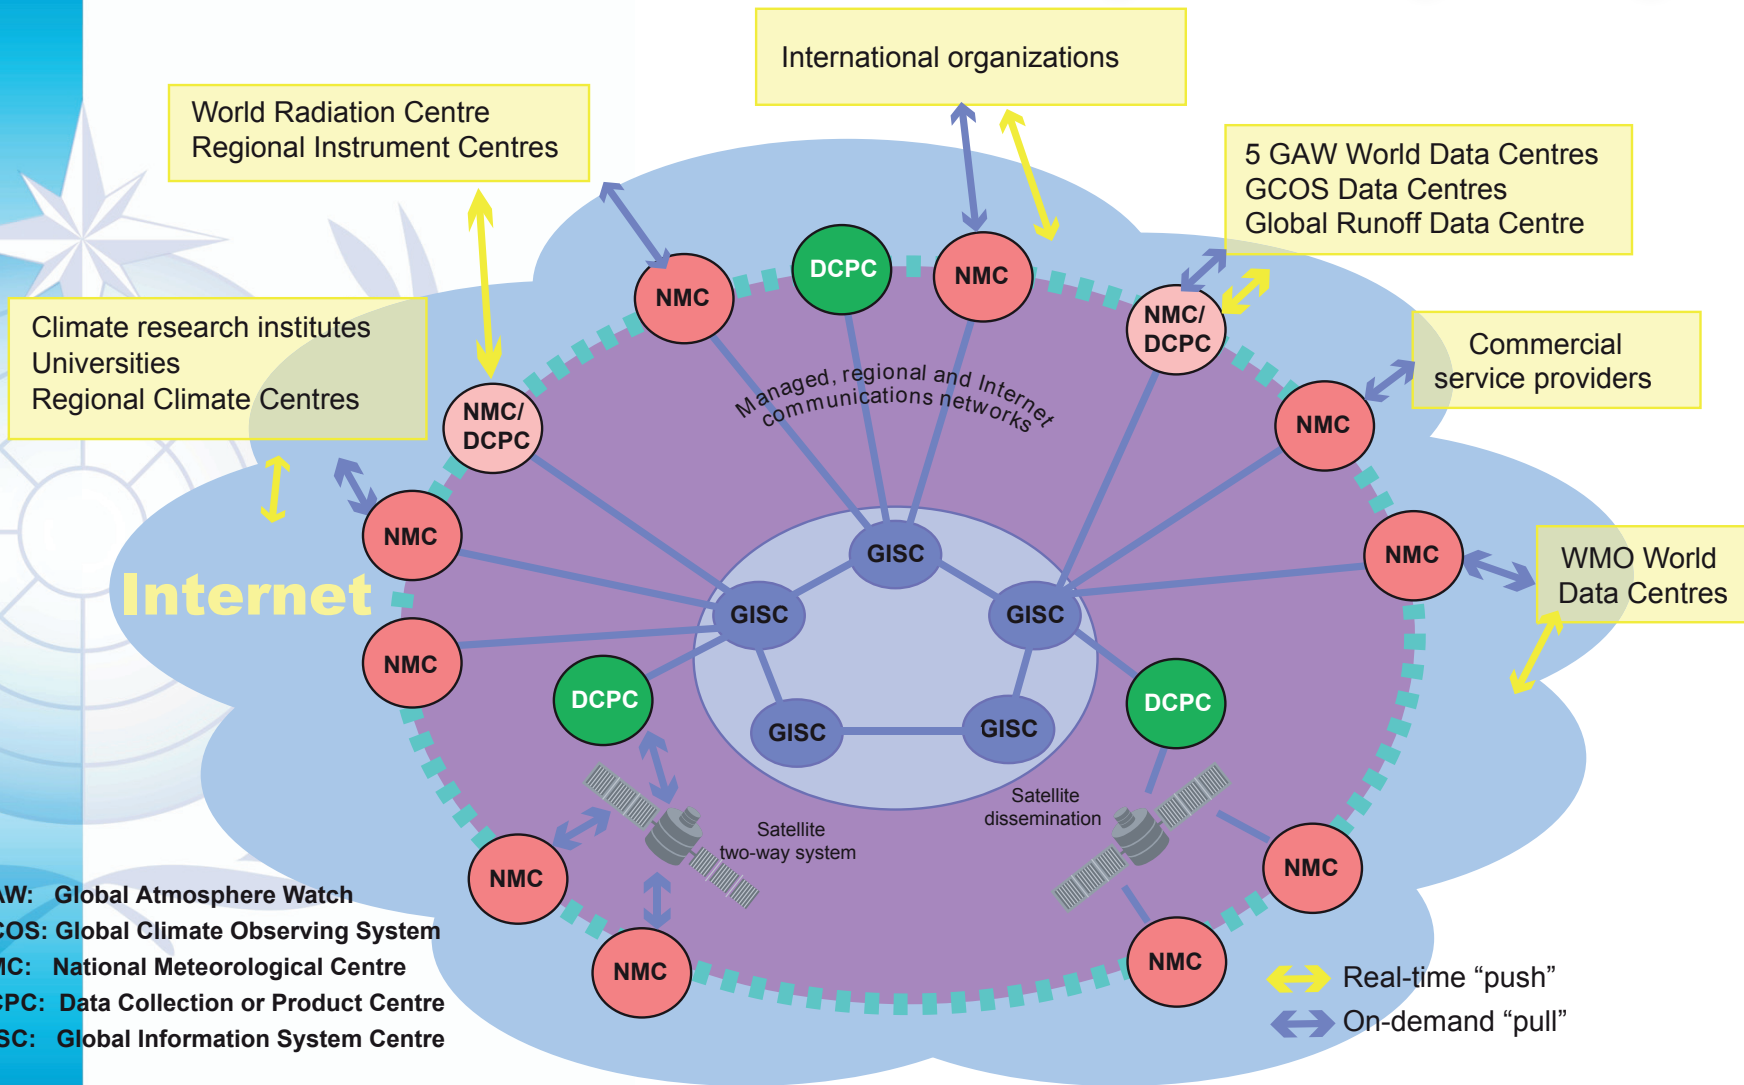 International organizations
World Radiation Centre
Regional Instrument Centres
5 GAW World Data Centres
GCOS Data Centres
Global Runoff Data Centre
Climate research institutes
Universities
Regional Climate Centres
Commercial
service providers
WMO World
Data Centres
NMC
DCPC
NMC
NMC/
DCPC
NMC/
DCPC
NMC
NMC
NMC
NMC
Managed, regional and Internet
communications networks
Internet
GISC
GISC
GISC
GISC
GISC
DCPC
DCPC
Satellite
two-way system
Satellite
dissemination
NMC
NMC
NMC
NMC
AW: Global Atmosphere Watch
COS: Global Climate Observing System
MC: National Meteorological Centre
CPC: Data Collection or Product Centre
SC: Global Information System Centre
Real-time “push”
On-demand “pull”